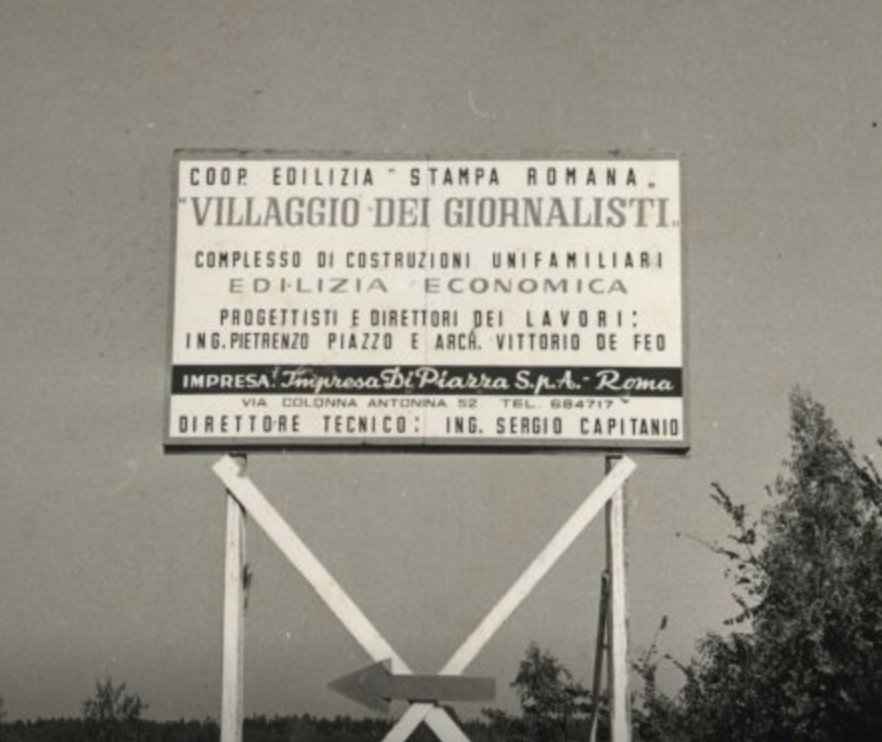 COOP. EDILIZIA "STAMPA ROMANA„
"VILLAGGIO DEI GIORNALISTI„
COMPLESSO DI COSTRUZIONI UNIFAMILIARI
EDILIZIA ECONOMICA
PROGETTISTI E DIRETTORI DEI LAVORI:
ING. PIETRENZO PIAZZO E ARCH. VITTORIO DE FEO
IMPRESA: Impresa Di Piazza S.p.A. - Roma
VIA COLONNA ANTONINA 52 TEL. 684717
DIRETTORE TECNICO: ING. SERGIO CAPITANIO